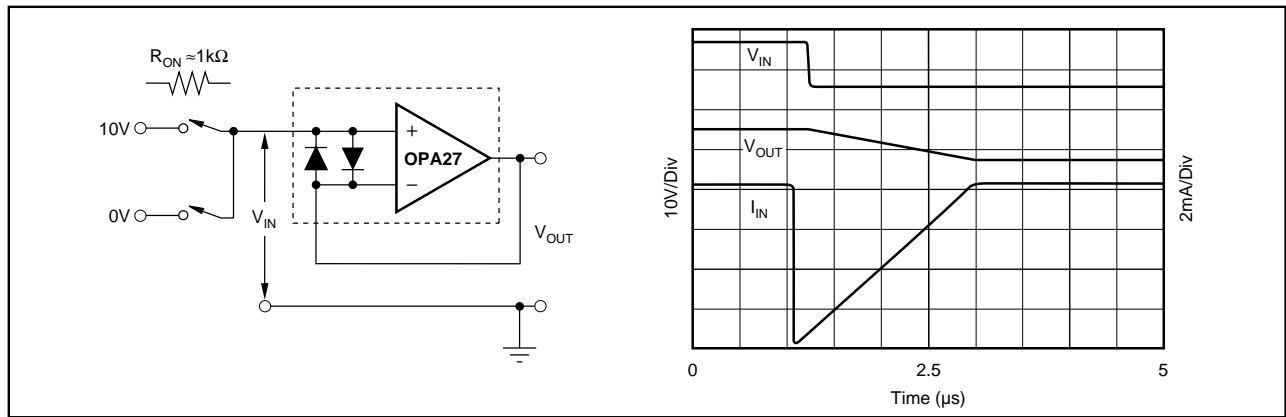 R_ON ≈1kΩ
10V
0V
V_IN
+
OPA27
−
V_OUT
V_IN
V_OUT
I_IN
10V/Div
2mA/Div
0
2.5
5
Time (µs)